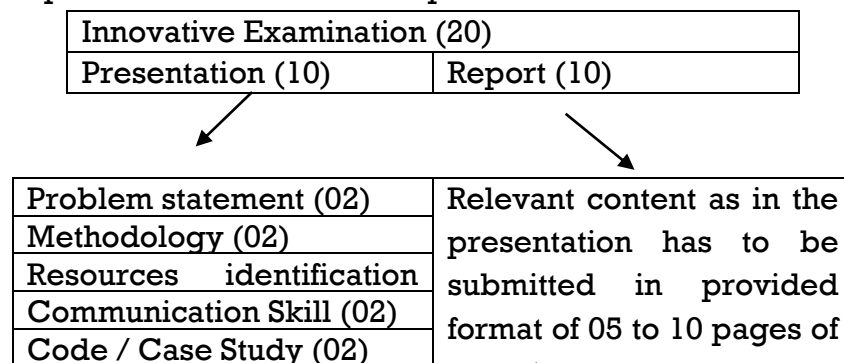 Innovative Examination (20)
Presentation (10)
Report (10)
Problem statement (02)
Methodology (02)
Resources identification
Communication Skill (02)
Code / Case Study (02)
Relevant content as in the
presentation has to be
submitted in provided
format of 05 to 10 pages of